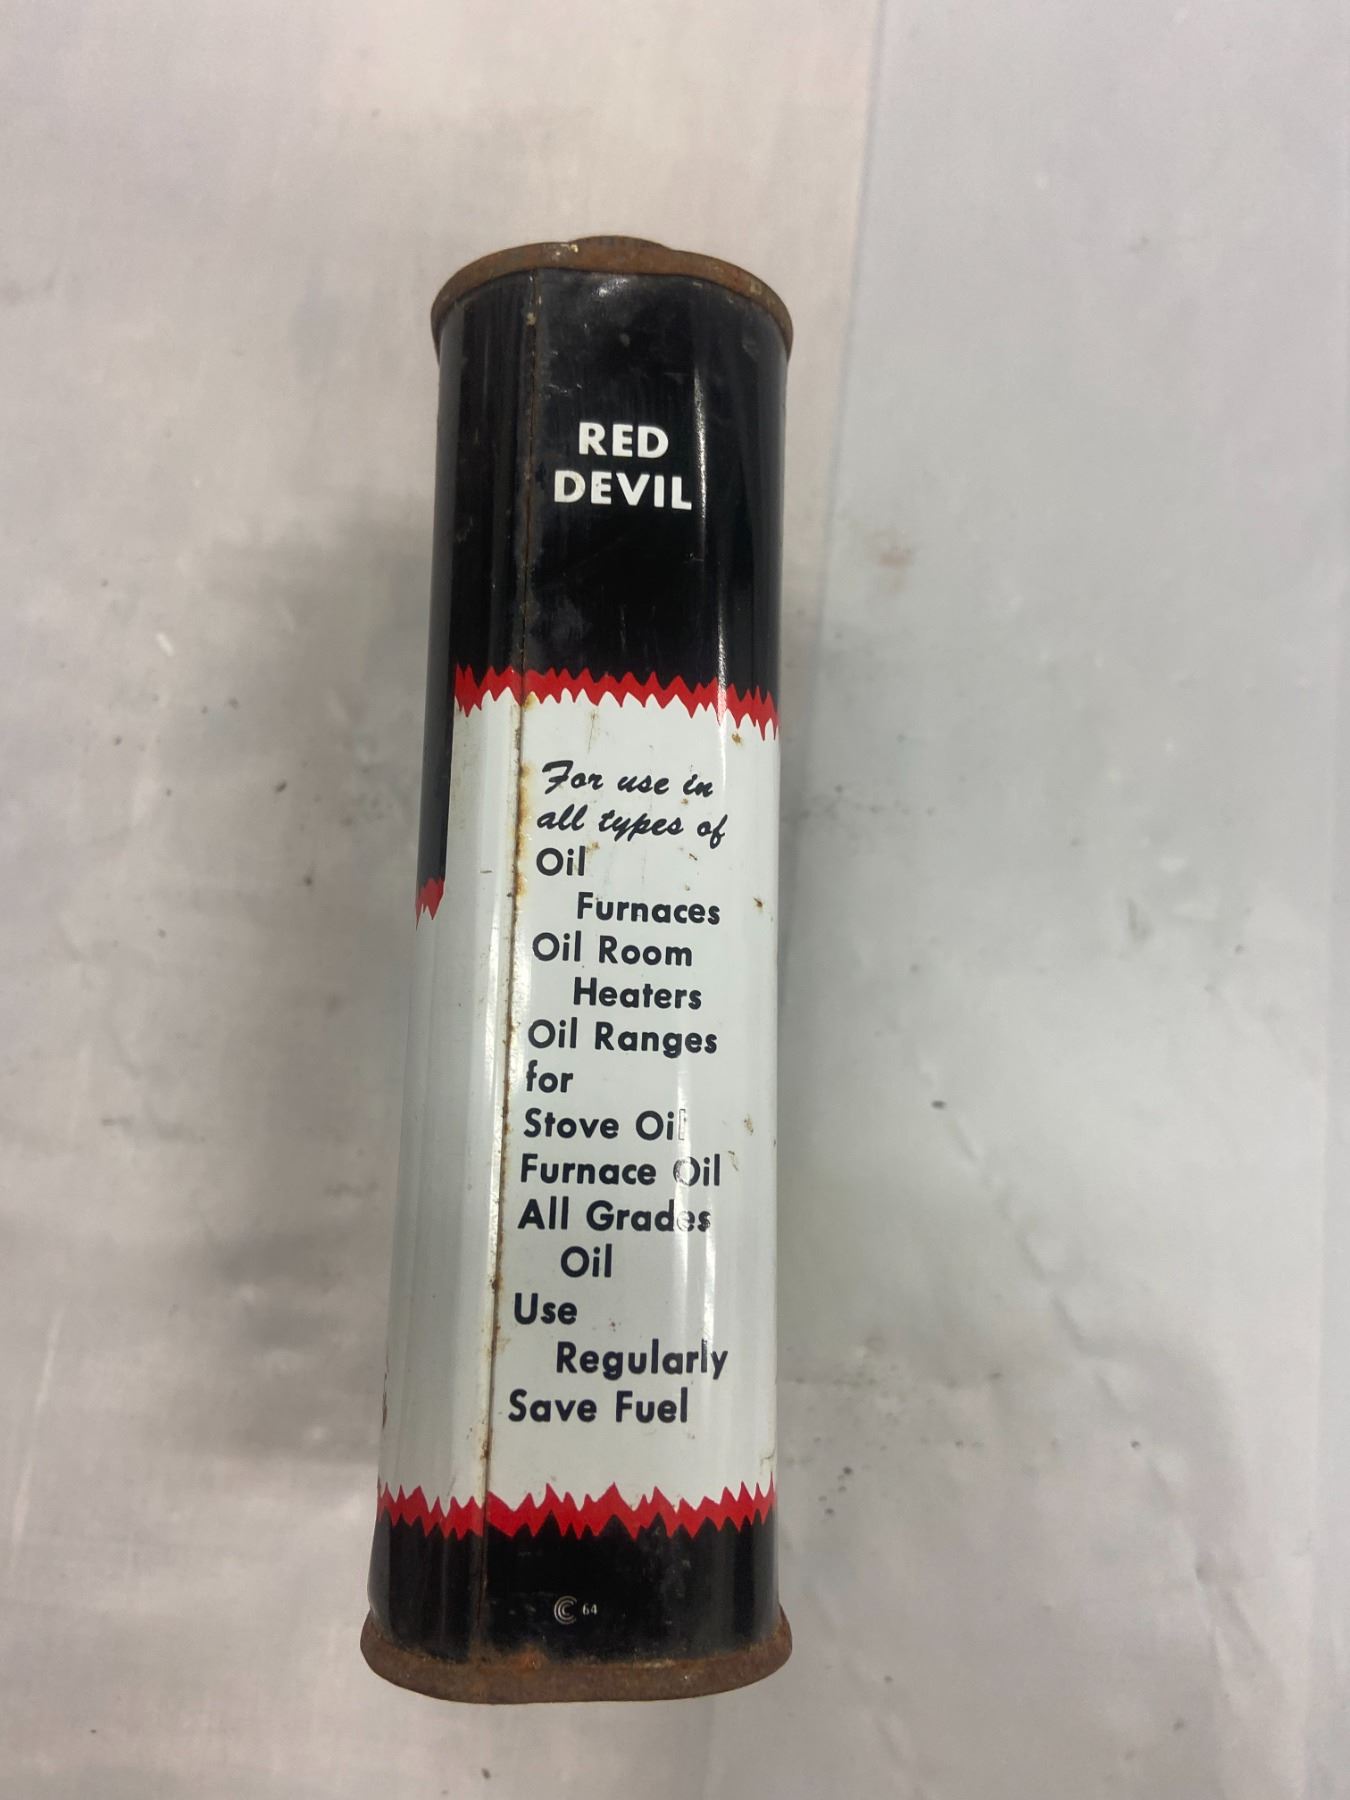 RED
DEVIL
For use in
all types of
Oil
Furnaces
Oil Room
Heaters
Oil Ranges
for
Stove Oil
Furnace Oil
All Grades
Oil
Use
Regularly
Save Fuel
C 64